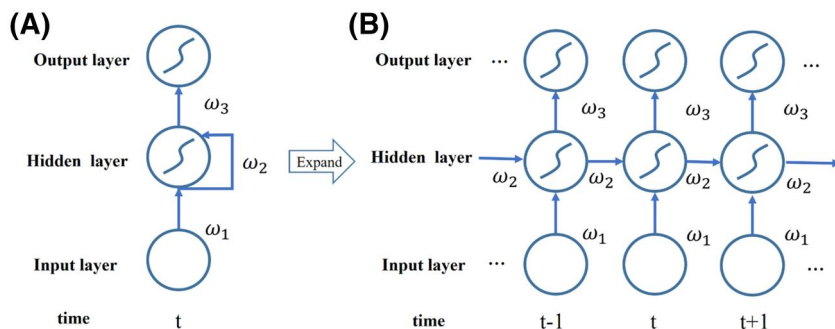 (A)
(B)
Output layer
Output layer ... ...
ω₃
ω₃ ω₃ ω₃
Hidden layer
ω₂
Expand
Hidden layer
ω₂ ω₂ ω₂ ω₂
ω₁
ω₁ ω₁ ω₁
Input layer
Input layer ... ...
time t
time t-1 t t+1